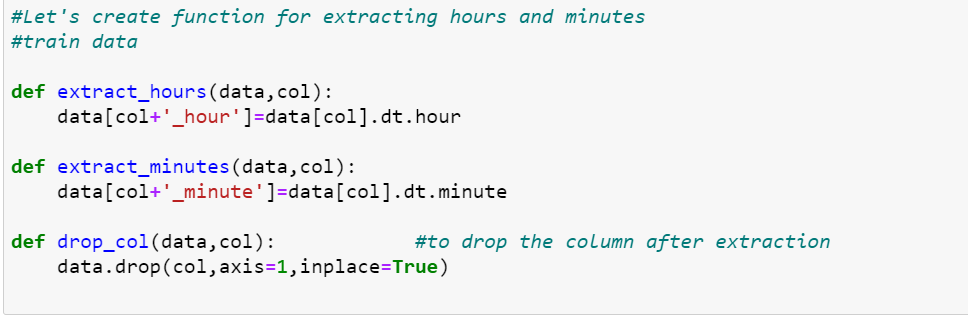 #Let's create function for extracting hours and minutes
#train data
def extract_hours(data,col):
    data[col+'_hour']=data[col].dt.hour
def extract_minutes(data,col):
    data[col+'_minute']=data[col].dt.minute
def drop_col(data,col):            #to drop the column after extraction
    data.drop(col,axis=1,inplace=True)